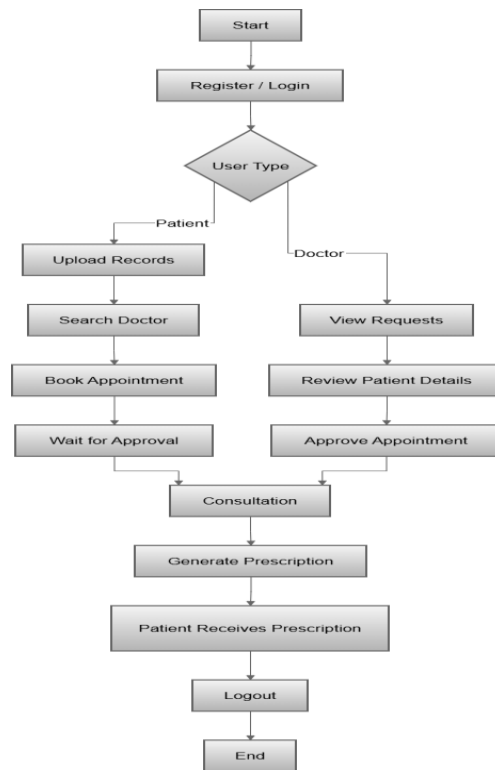 Start
Register / Login
User Type
Patient
Doctor
Upload Records
Search Doctor
View Requests
Book Appointment
Review Patient Details
Wait for Approval
Approve Appointment
Consultation
Generate Prescription
Patient Receives Prescription
Logout
End